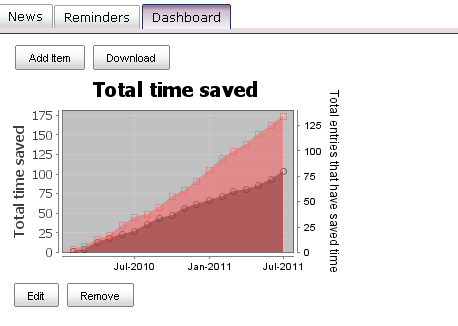 News Reminders Dashboard
Add Item Download
Total time saved
Total time saved
175
150
125
100
75
50
25
0
125
100
75
50
25
0
Total entries that have saved time
Jul-2010 Jan-2011 Jul-2011
Edit Remove